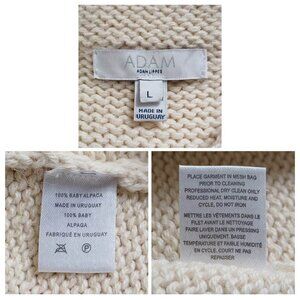 ADAM
ADAM LIPPES
L
MADE IN
URUGUAY
100% BABY ALPACA
MADE IN URUGUAY
100% BABY
ALPAGA
FABRIQUÉ EN URUGUAY
P
PLACE GARMENT IN MESH BAG
PRIOR TO CLEANING
PROFESSIONAL DRY CLEAN ONLY
REDUCED HEAT, MOISTURE AND
CYCLE, DO NOT IRON
METTRE LES VÊTEMENTS DANS LE
FILET AVANT LE NETTOYAGE
FAIRE LAVER DANS UN PRESSING
UNIQUEMENT. BAISSE
TEMPÉRATURE ET FAIBLE HUMIDITÉ
EN CYCLE. COURT NE PAS
REPASSER